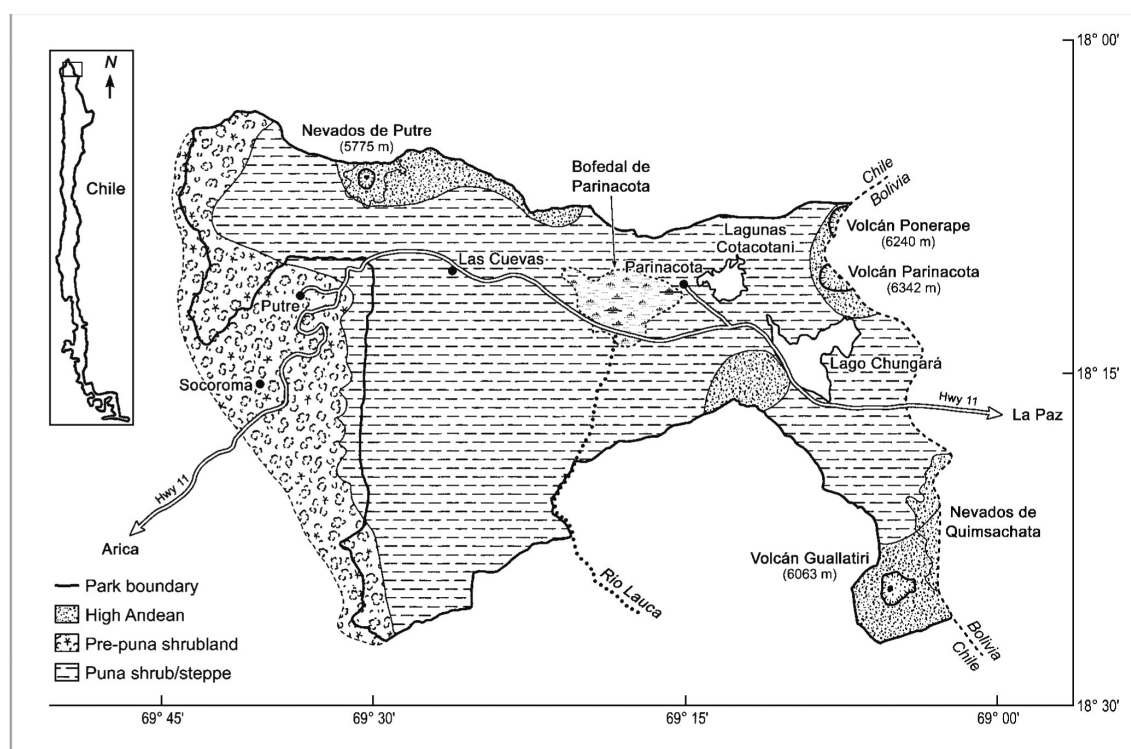 N
Chile
18° 00'
Nevados de Putre
(5775 m)
Bofedal de
Parinacota
Chile
Bolivia
Lagunas
Cotacotani
Volcán Ponerape
(6240 m)
Las Cuevas
Parinacota
Volcán Parinacota
(6342 m)
Putre
Lago Chungará
18° 15'
Socoroma
Hwy 11
La Paz
Hwy 11
Arica
Nevados de
Quimsachata
Volcán Guallatiri
(6063 m)
Río Lauca
Bolivia
Chile
Park boundary
High Andean
Pre-puna shrubland
Puna shrub/steppe
18° 30'
69° 45'
69° 30'
69° 15'
69° 00'